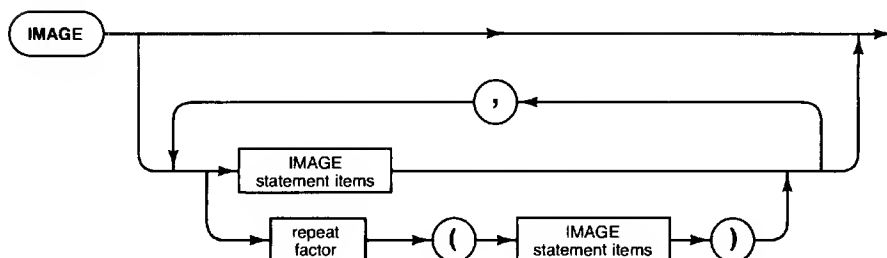 IMAGE
,
IMAGE
statement items
repeat
factor
(
IMAGE
statement items
)